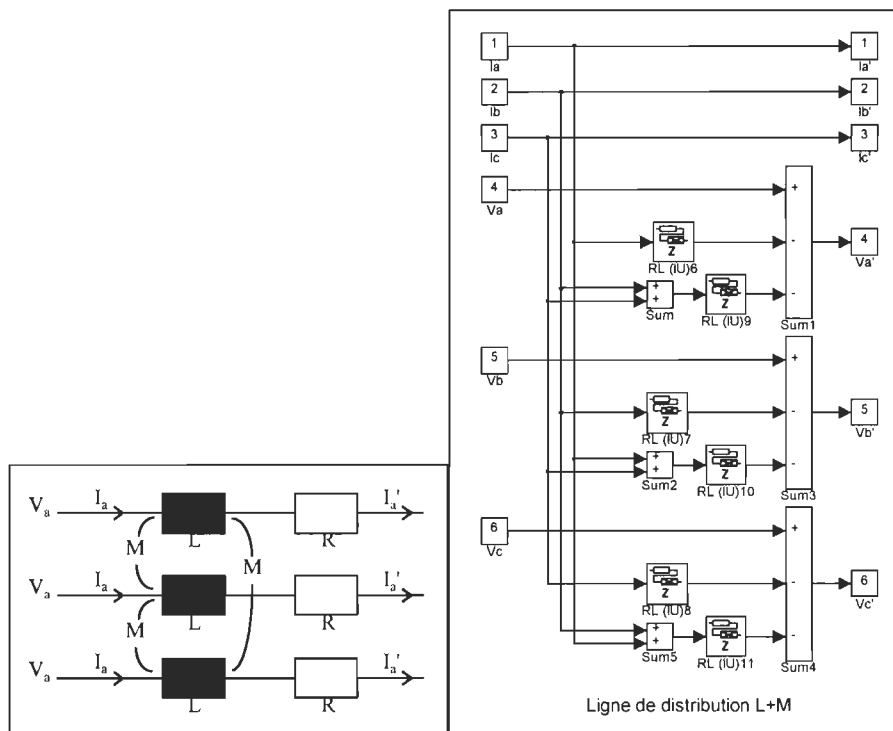 1
Ia
1
Ia'
2
Ib
2
Ib'
3
Ic
3
Ic'
4
Va
+
-
-
Sum1
4
Va'
Z
RL (IU)6
+
+
Sum
Z
RL (IU)9
5
Vb
+
-
-
Sum3
5
Vb'
Z
RL (IU)7
+
+
Sum2
Z
RL (IU)10
6
Vc
+
-
-
Sum4
6
Vc'
Z
RL (IU)8
+
+
Sum5
Z
RL (IU)11
Ligne de distribution L+M
Va Ia L R Ia'
M M
Va Ia L R Ia'
M
Va Ia L R Ia'